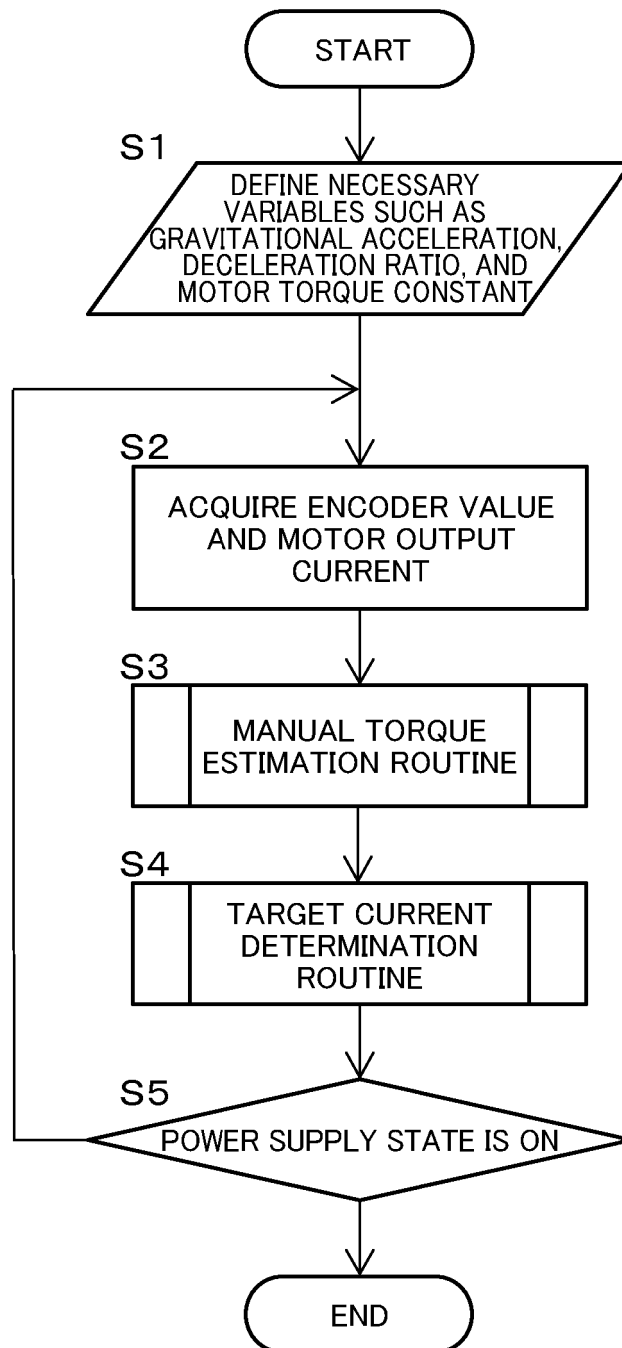 START
S1
DEFINE NECESSARY
VARIABLES SUCH AS
GRAVITATIONAL ACCELERATION,
DECELERATION RATIO, AND
MOTOR TORQUE CONSTANT
S2
ACQUIRE ENCODER VALUE
AND MOTOR OUTPUT
CURRENT
S3
MANUAL TORQUE
ESTIMATION ROUTINE
S4
TARGET CURRENT
DETERMINATION
ROUTINE
S5
POWER SUPPLY STATE IS ON
END